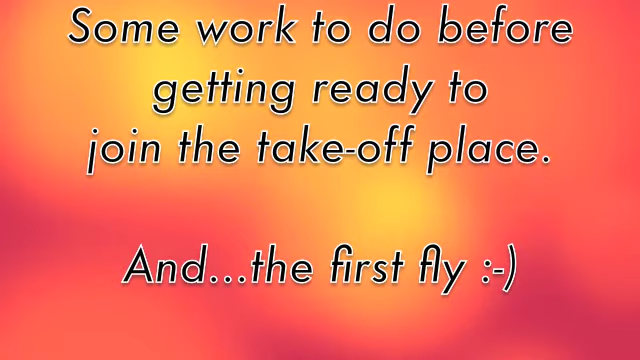 Some work to do before
getting ready to
join the take-off place.
And...the first fly :-)